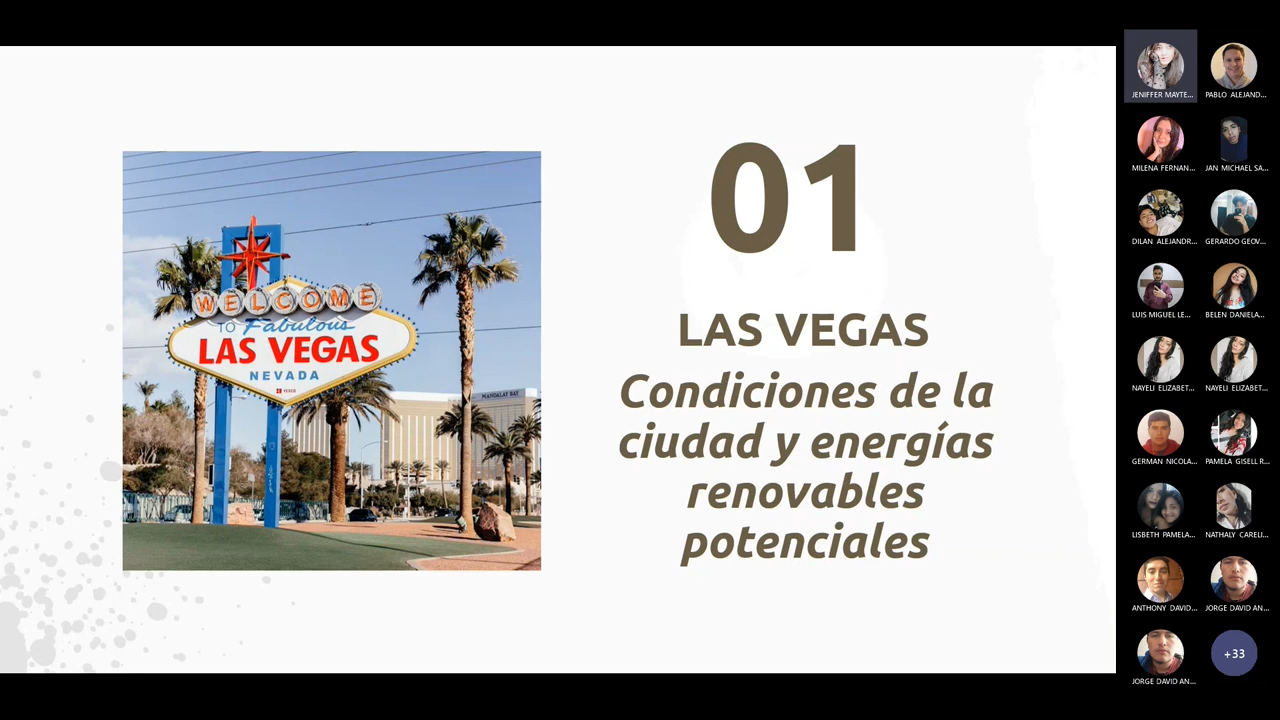 WELCOME
TO Fabulous
LAS VEGAS
NEVADA
MANDALAY BAY
01
LAS VEGAS
Condiciones de la
ciudad y energías
renovables
potenciales
JENIFFER MAYTE...
PABLO ALEJAND...
MILENA FERNAN...
JAN MICHAEL SA...
DILAN ALEJANDR...
GERARDO GEOV...
LUIS MIGUEL LE...
BELEN DANIELA...
NAYELI ELIZABET...
NAYELI ELIZABET...
GERMAN NICOLA...
PAMELA GISELL R...
LISBETH PAMELA...
NATHALY CARELI...
ANTHONY DAVID...
JORGE DAVID AN...
JORGE DAVID AN...
+33